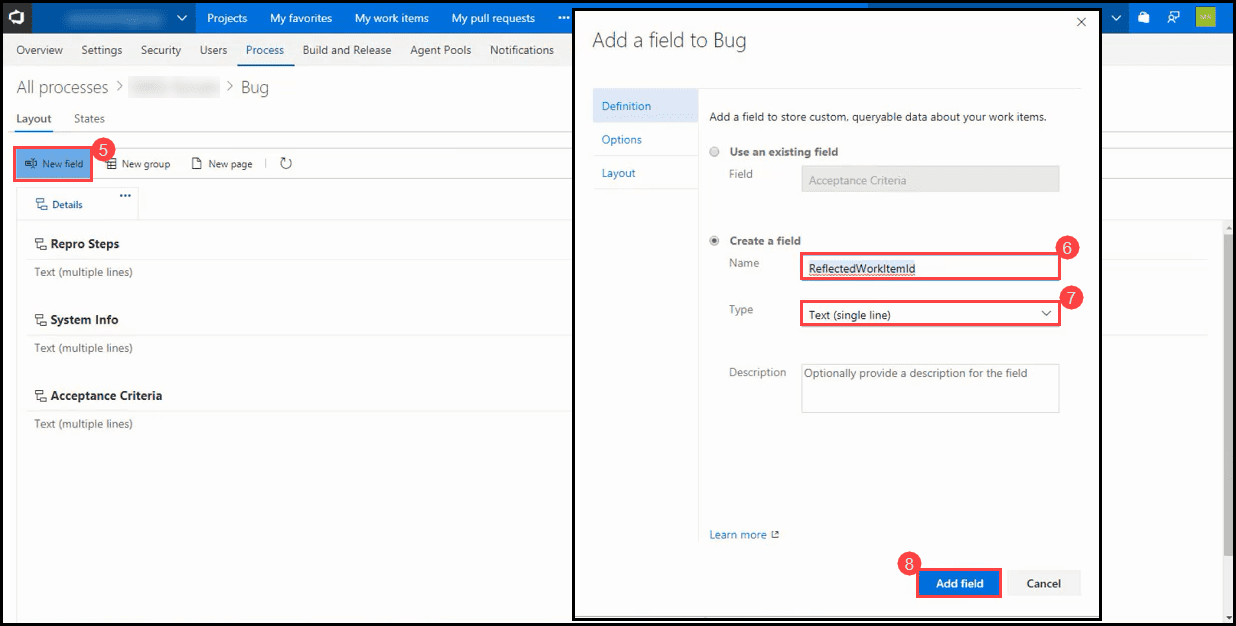 Projects My favorites My work items My pull requests ...
Overview Settings Security Users Process Build and Release Agent Pools Notifications
All processes > > Bug
Layout States
5
New field New group New page
Details ...
Repro Steps
Text (multiple lines)
System Info
Text (multiple lines)
Acceptance Criteria
Text (multiple lines)
Add a field to Bug
Definition
Options
Layout
Add a field to store custom, queryable data about your work items.
Use an existing field
Field Acceptance Criteria
Create a field
6
Name ReflectedWorkItemId
7
Type Text (single line)
Description Optionally provide a description for the field
Learn more
8
Add field Cancel